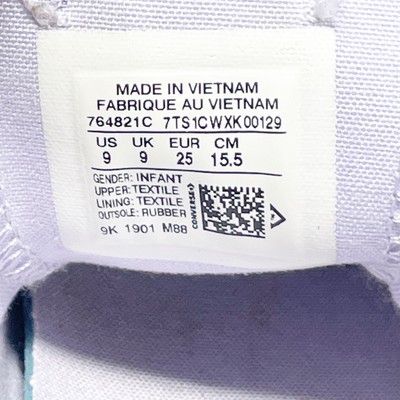 MADE IN VIETNAM
FABRIQUE AU VIETNAM
764821C 7TS1CWXK00129
US UK EUR CM
9 9 25 15.5
GENDER: INFANT
UPPER: TEXTILE
LINING: TEXTILE
OUTSOLE: RUBBER
9K 1901 M88
CONVERSE